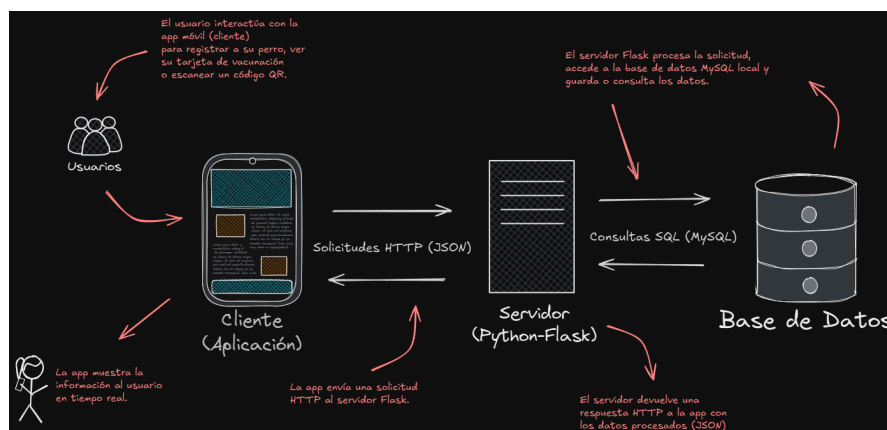 El usuario interactúa con la
app móvil (cliente)
para registrar a su perro, ver
su tarjeta de vacunación
o escanear un código QR.
El servidor Flask procesa la solicitud,
accede a la base de datos MySQL local y
guarda o consulta los datos.
Usuarios
Solicitudes HTTP (JSON)
Consultas SQL (MySQL)
Cliente
(Aplicación)
Servidor
(Python-Flask)
Base de Datos
La app muestra la
información al usuario
en tiempo real.
La app envía una solicitud
HTTP al servidor Flask.
El servidor devuelve una
respuesta HTTP a la app con
los datos procesados (JSON)